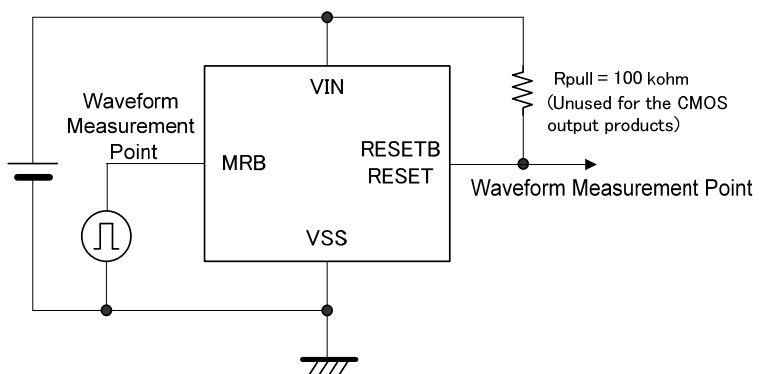 VIN
Rpull = 100 kohm
(Unused for the CMOS
output products)
Waveform
Measurement
Point
MRB
RESETB
RESET
Waveform Measurement Point
VSS